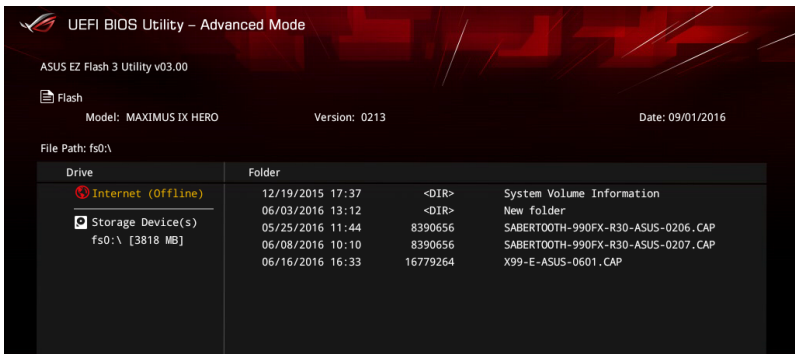 UEFI BIOS Utility – Advanced Mode
ASUS EZ Flash 3 Utility v03.00
Flash
Model: MAXIMUS IX HERO Version: 0213 Date: 09/01/2016
File Path: fs0:\
Drive Folder
Internet (Offline) 12/19/2015 17:37 <DIR> System Volume Information
06/03/2016 13:12 <DIR> New folder
Storage Device(s) 05/25/2016 11:44 8390656 SABERTOOTH-990FX-R30-ASUS-0206.CAP
fs0:\ [3818 MB] 06/08/2016 10:10 8390656 SABERTOOTH-990FX-R30-ASUS-0207.CAP
06/16/2016 16:33 16779264 X99-E-ASUS-0601.CAP